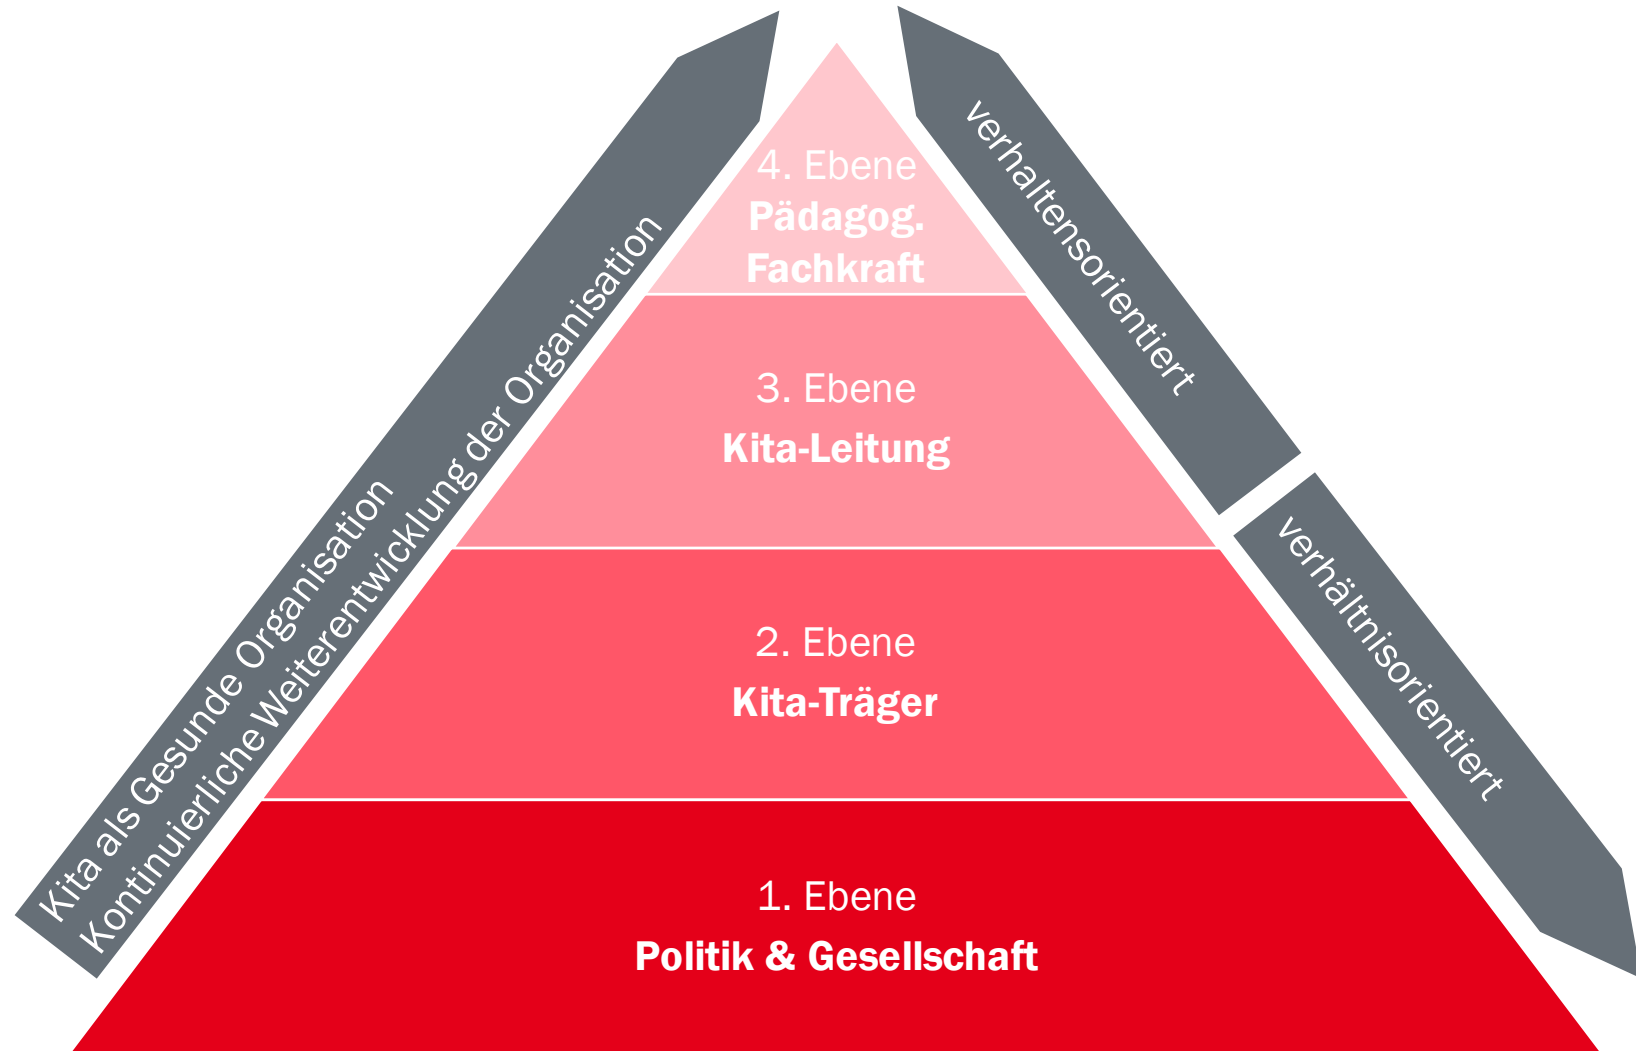 4. Ebene
Pädagog.
Fachkraft
3. Ebene
Kita-Leitung
2. Ebene
Kita-Träger
1. Ebene
Politik & Gesellschaft
Kita als Gesunde Organisation
Kontinuierliche Weiterentwicklung der Organisation
verhaltensorientiert
verhältnisorientiert